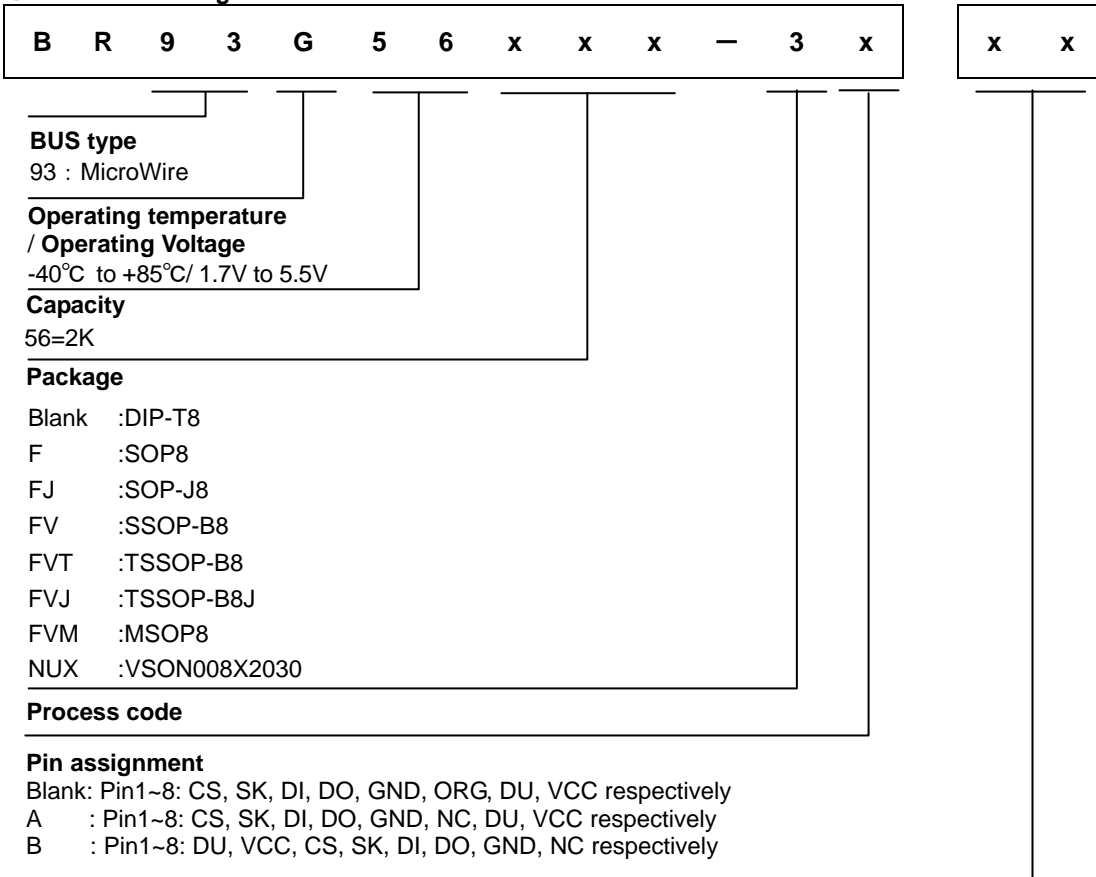 B R 9 3 G 5 6 x x x － 3 x x x
BUS type
93：MicroWire
Operating temperature
/ Operating Voltage
-40℃ to +85℃/ 1.7V to 5.5V
Capacity
56=2K
Package
Blank :DIP-T8
F :SOP8
FJ :SOP-J8
FV :SSOP-B8
FVT :TSSOP-B8
FVJ :TSSOP-B8J
FVM :MSOP8
NUX :VSON008X2030
Process code
Pin assignment
Blank: Pin1~8: CS, SK, DI, DO, GND, ORG, DU, VCC respectively
A : Pin1~8: CS, SK, DI, DO, GND, NC, DU, VCC respectively
B : Pin1~8: DU, VCC, CS, SK, DI, DO, GND, NC respectively